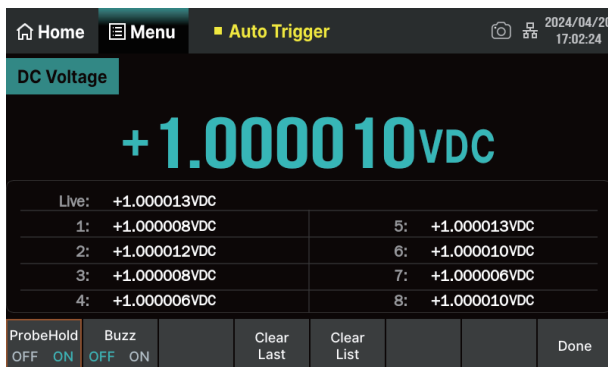 Home Menu Auto Trigger 2024/04/20
17:02:24
DC Voltage
+1.000010VDC
Live: +1.000013VDC
1: +1.000008VDC 5: +1.000013VDC
2: +1.000012VDC 6: +1.000010VDC
3: +1.000008VDC 7: +1.000006VDC
4: +1.000006VDC 8: +1.000010VDC
ProbeHold Buzz Clear Clear
OFF ON OFF ON Last List Done